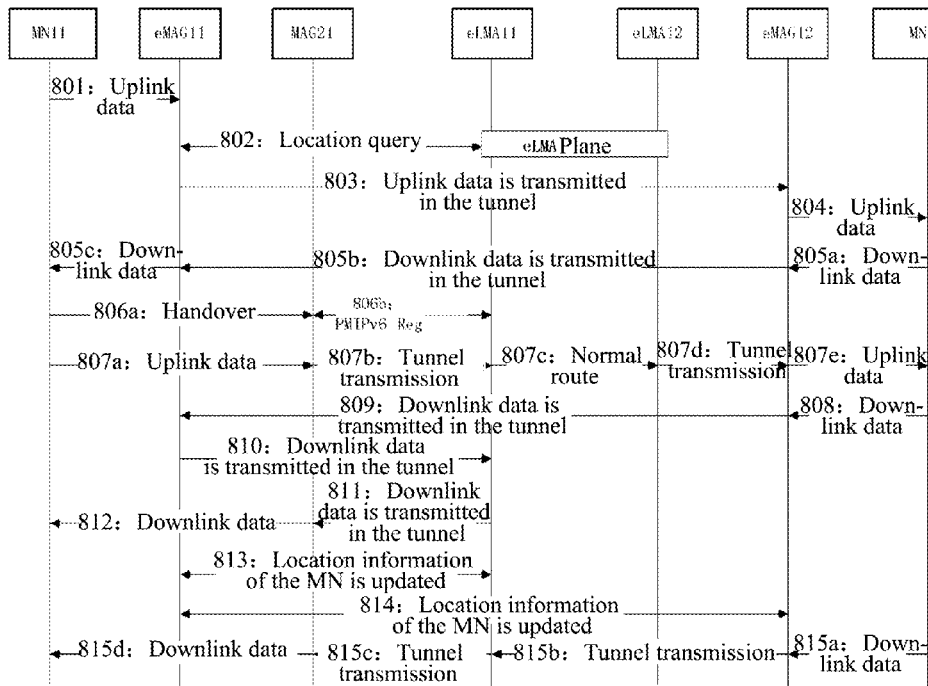 MN11 eMAG11 MAG21 eLMA11 eLMA12 eMAG12 MN
801: Uplink
data
802: Location query
eLMA Plane
803: Uplink data is transmitted
in the tunnel
804: Uplink
data
805c: Down-
link data
805b: Downlink data is transmitted
in the tunnel
805a: Down-
link data
806a: Handover
806b:
PMIPv6 Reg
807a: Uplink data
807b: Tunnel
transmission
807c: Normal
route
807d: Tunnel
transmission
807e: Uplink
data
809: Downlink data is
transmitted in the tunnel
808: Down-
link data
810: Downlink data
is transmitted in the tunnel
811: Downlink
data is transmitted
in the tunnel
812: Downlink data
813: Location information
of the MN is updated
814: Location information
of the MN is updated
815d: Downlink data
815c: Tunnel
transmission
815b: Tunnel transmission
815a: Down-
link data